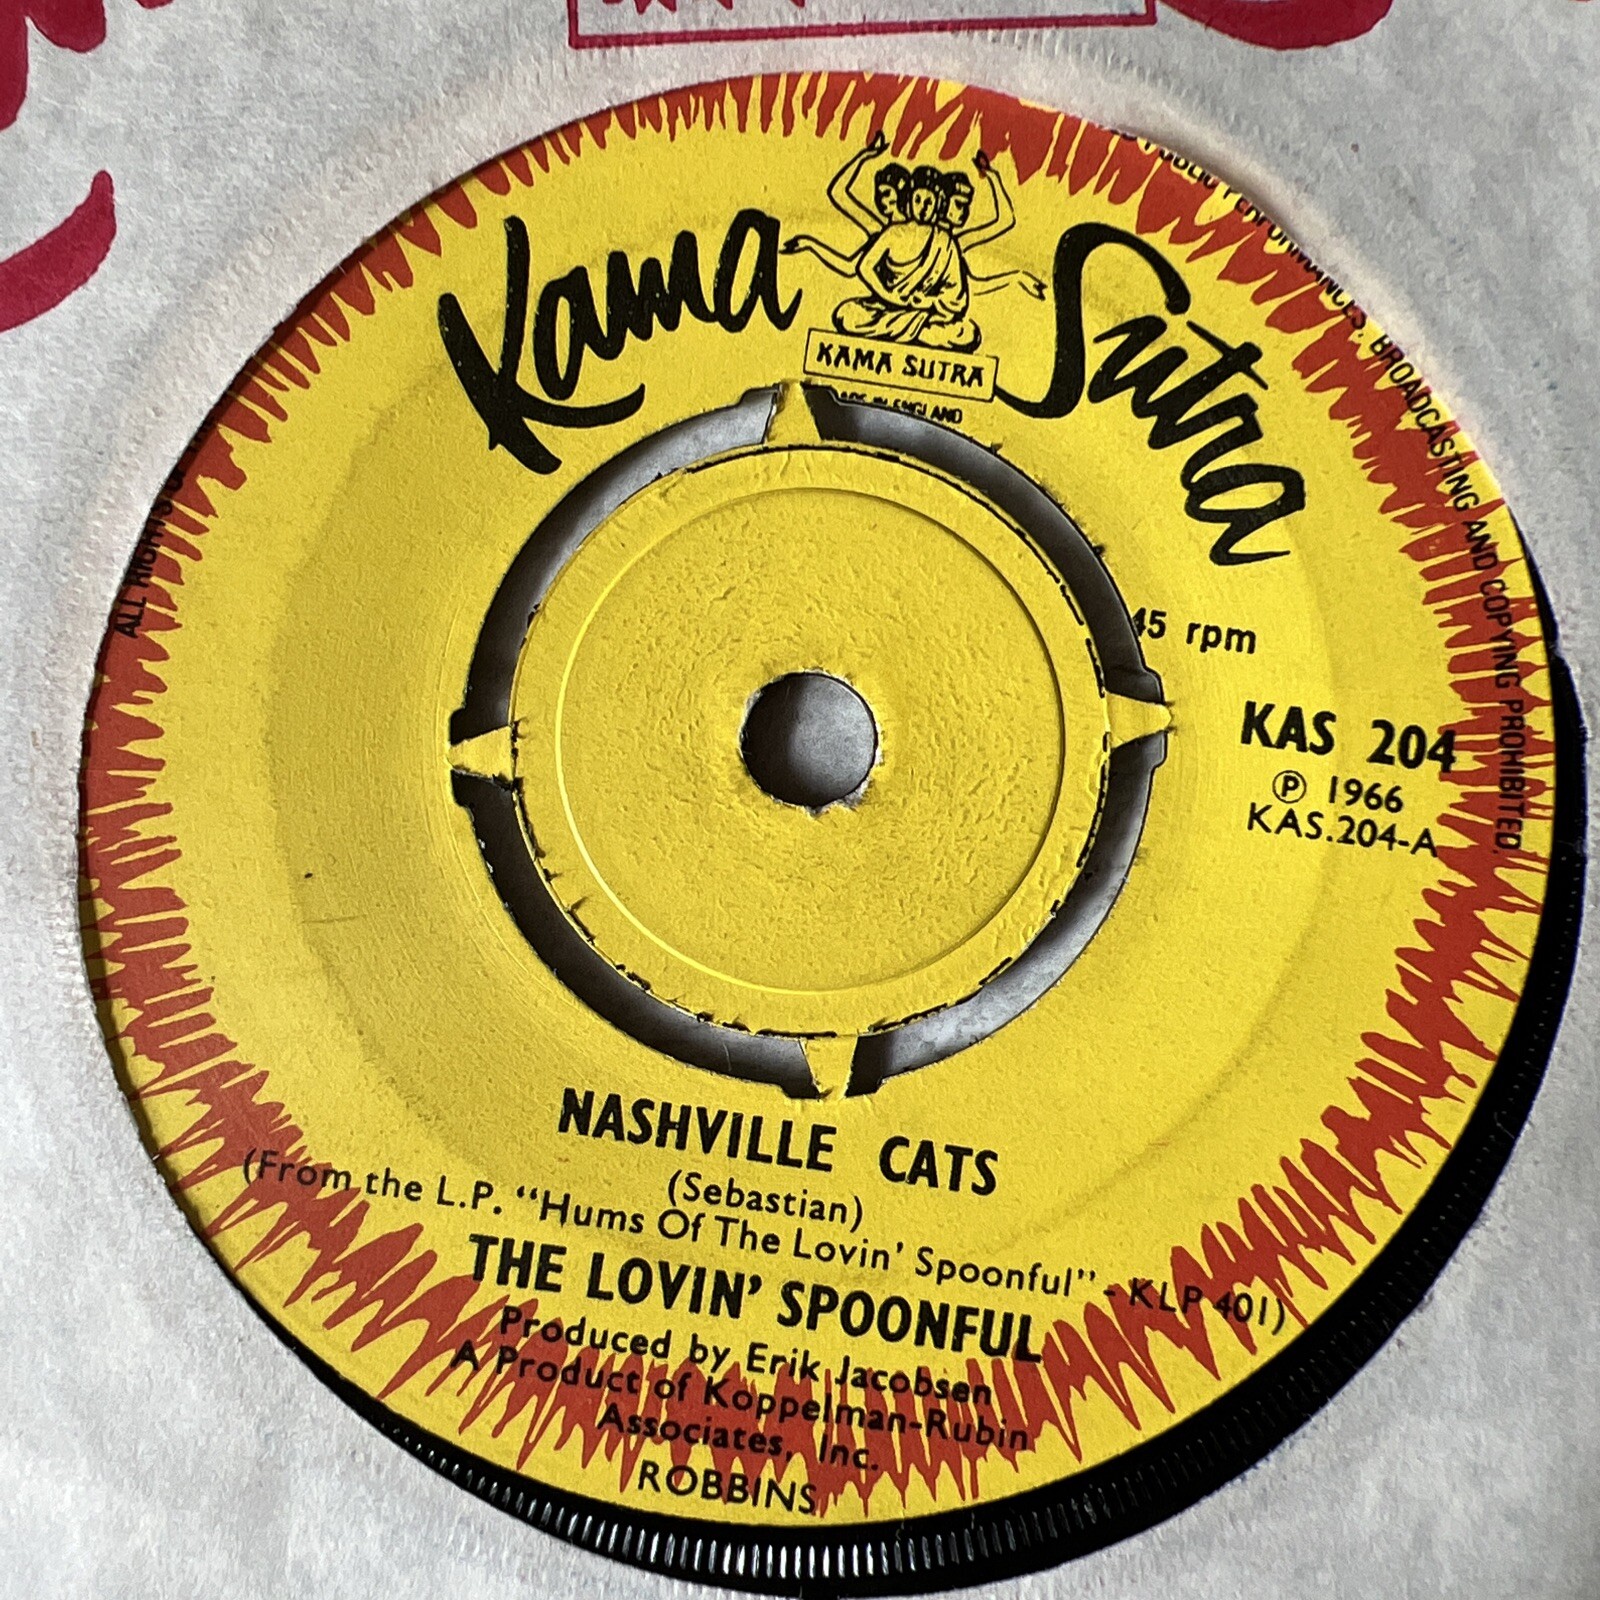 Kama Sutra
KAMA SUTRA
IN ENGLAND
45 rpm
KAS 204
Ⓟ 1966
KAS.204-A
NASHVILLE CATS
(Sebastian)
(From the L.P. “Hums Of The Lovin’ Spoonful” - KLP 401)
THE LOVIN’ SPOONFUL
Produced by Erik Jacobsen
A Product of Koppelman-Rubin
Associates, Inc.
ROBBINS
ALL RIGHTS
PUBLIC PERFORMANCES. BROADCASTING AND COPYING PROHIBITED.